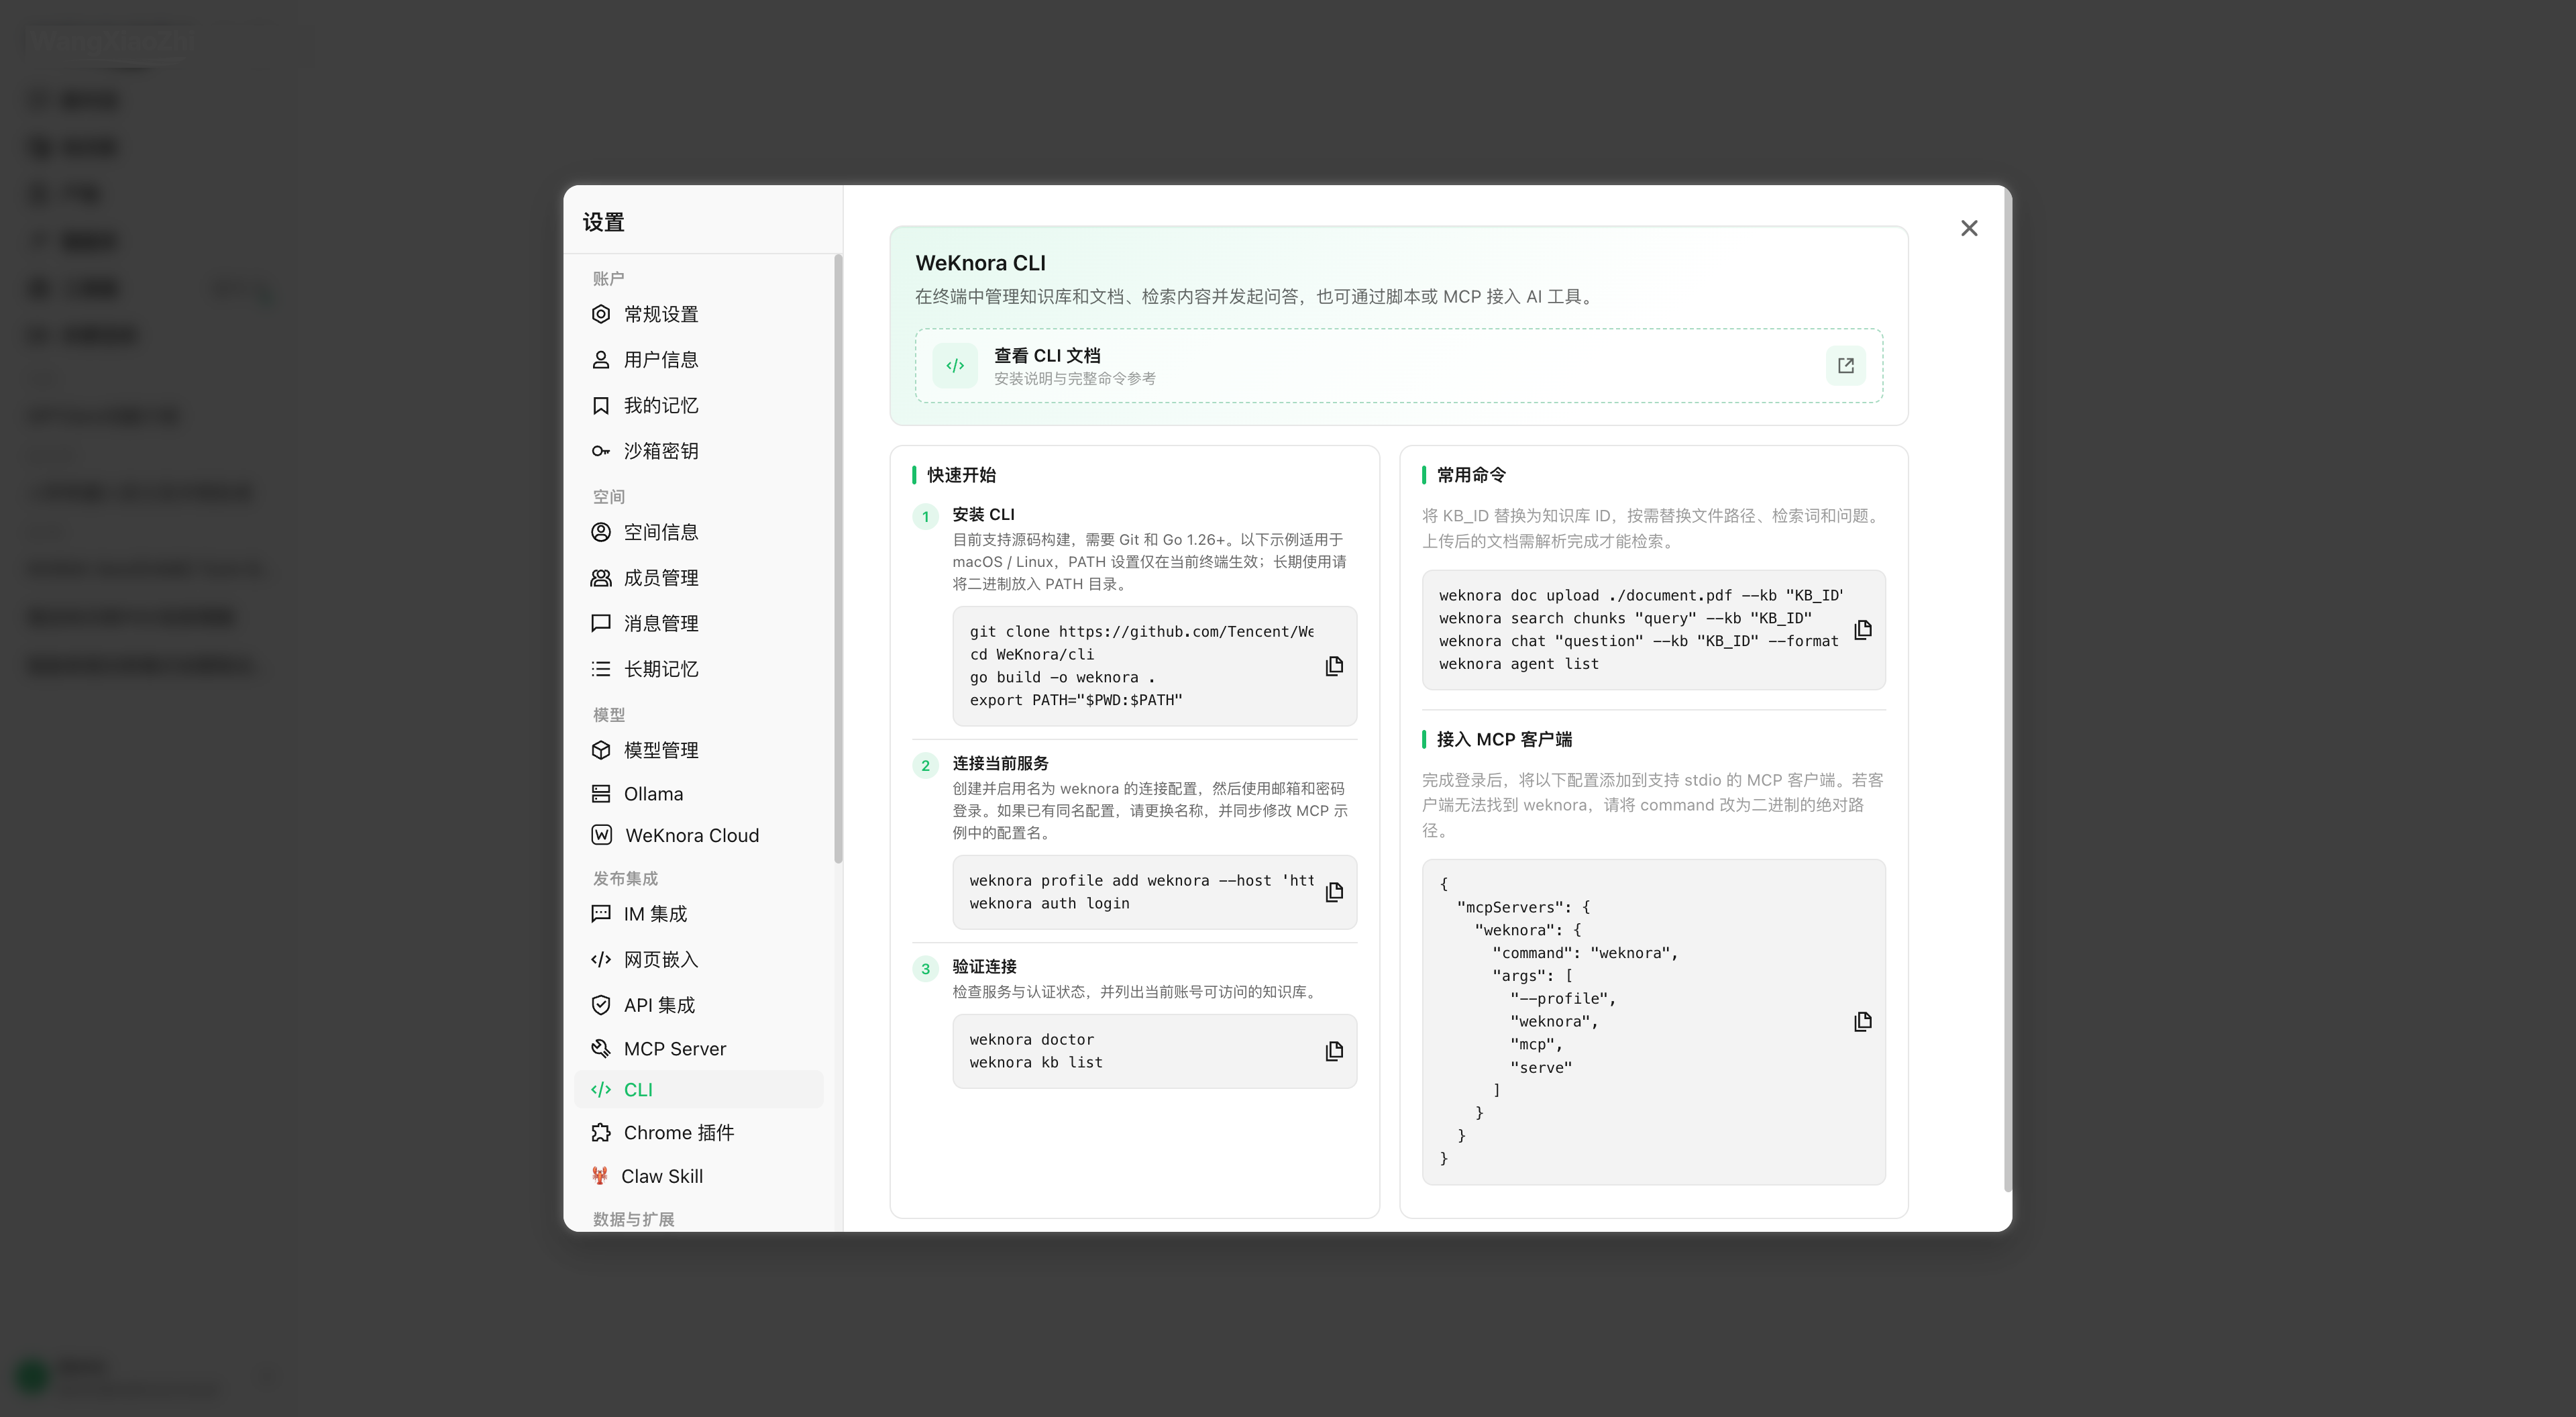 设置
账户
常规设置
用户信息
我的记忆
沙箱密钥
空间
空间信息
成员管理
消息管理
长期记忆
模型
模型管理
Ollama
WeKnora Cloud
发布集成
IM 集成
网页嵌入
API 集成
MCP Server
CLI
Chrome 插件
Claw Skill
数据与扩展
WeKnora CLI
在终端中管理知识库和文档、检索内容并发起问答，也可通过脚本或 MCP 接入 AI 工具。
查看 CLI 文档
安装说明与完整命令参考
快速开始
1
安装 CLI
目前支持源码构建，需要 Git 和 Go 1.26+。以下示例适用于
macOS / Linux，PATH 设置仅在当前终端生效；长期使用请
将二进制放入 PATH 目录。
git clone https://github.com/Tencent/We
cd WeKnora/cli
go build -o weknora .
export PATH="$PWD:$PATH"
2
连接当前服务
创建并启用名为 weknora 的连接配置，然后使用邮箱和密码
登录。如果已有同名配置，请更换名称，并同步修改 MCP 示
例中的配置名。
weknora profile add weknora --host 'htt
weknora auth login
3
验证连接
检查服务与认证状态，并列出当前账号可访问的知识库。
weknora doctor
weknora kb list
常用命令
将 KB_ID 替换为知识库 ID，按需替换文件路径、检索词和问题。
上传后的文档需解析完成才能检索。
weknora doc upload ./document.pdf --kb "KB_ID"
weknora search chunks "query" --kb "KB_ID"
weknora chat "question" --kb "KB_ID" --format
weknora agent list
接入 MCP 客户端
完成登录后，将以下配置添加到支持 stdio 的 MCP 客户端。若客
户端无法找到 weknora，请将 command 改为二进制的绝对路
径。
{
"mcpServers": {
"weknora": {
"command": "weknora",
"args": [
"--profile",
"weknora",
"mcp",
"serve"
]
}
}
}